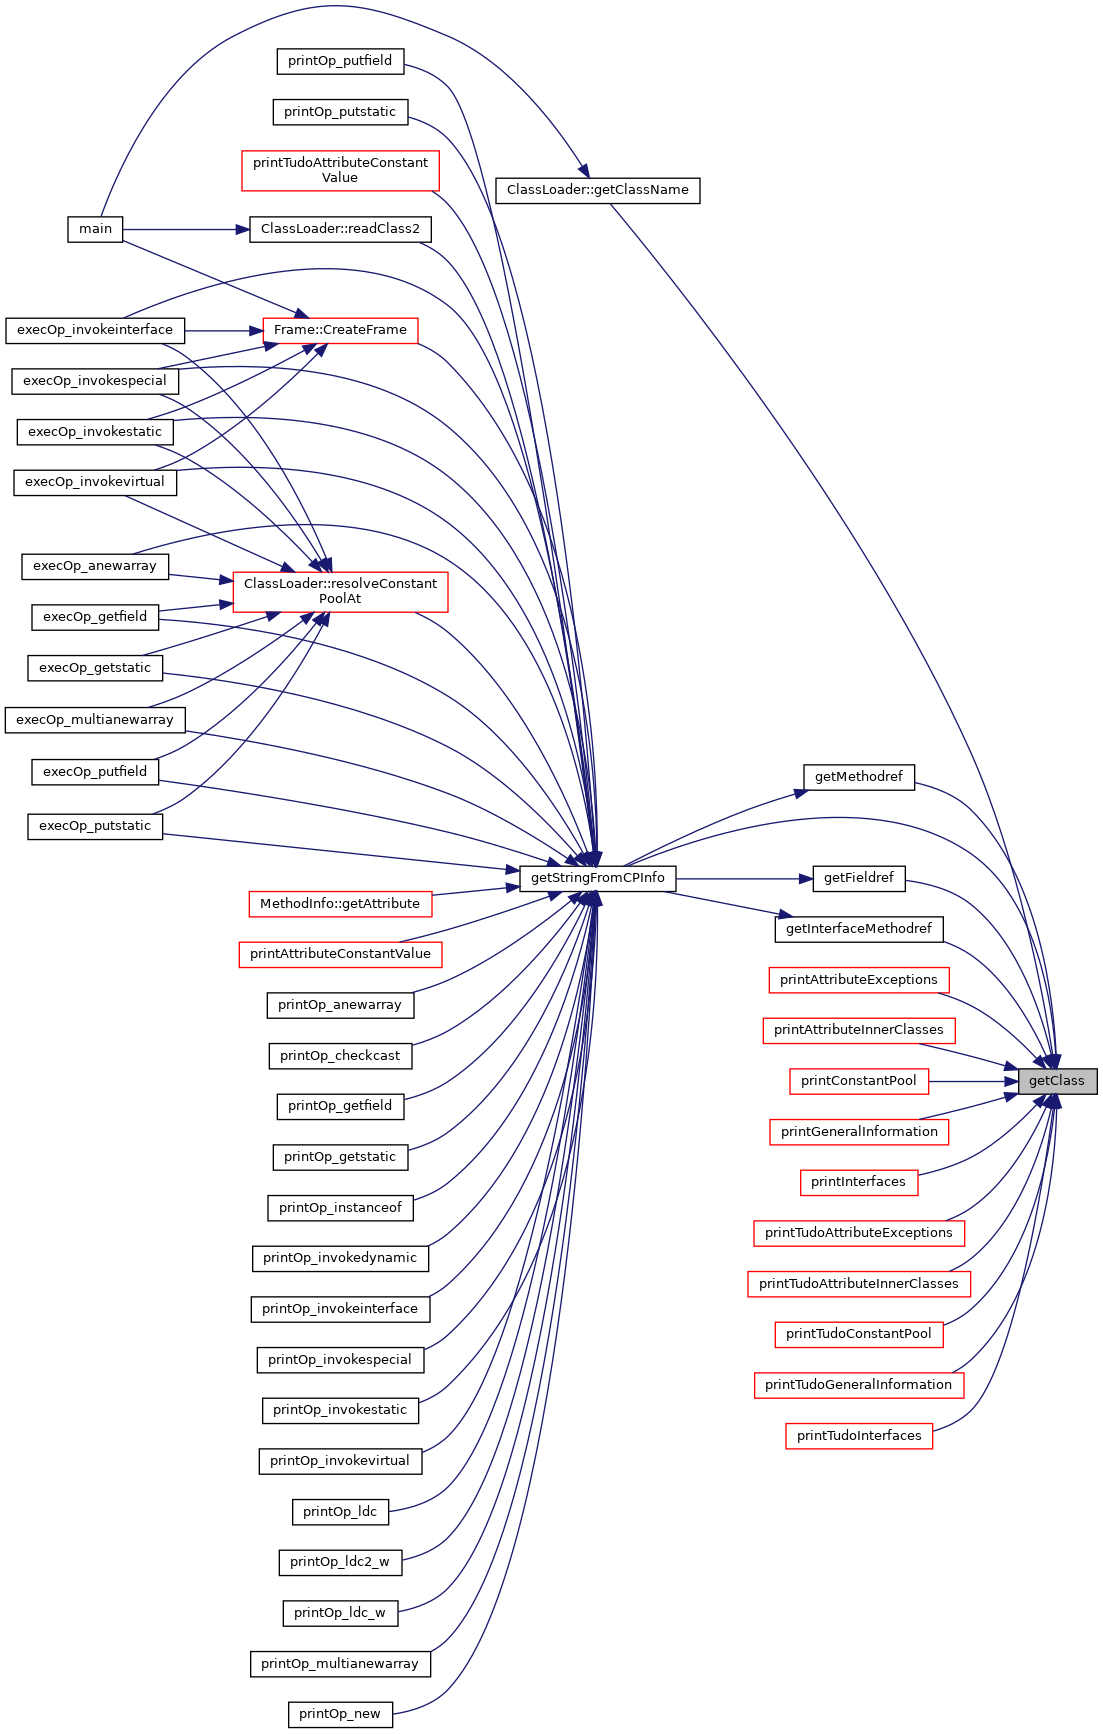 printOp_putfield
printOp_putstatic
printTudoAttributeConstant
Value
ClassLoader::getClassName
main
ClassLoader::readClass2
execOp_invokeinterface
Frame::CreateFrame
execOp_invokespecial
execOp_invokestatic
execOp_invokevirtual
execOp_anewarray
ClassLoader::resolveConstant
PoolAt
execOp_getfield
execOp_getstatic
execOp_multianewarray
execOp_putfield
execOp_putstatic
getMethodref
getStringFromCPInfo
getFieldref
MethodInfo::getAttribute
getInterfaceMethodref
printAttributeConstantValue
printAttributeExceptions
printOp_anewarray
printAttributeInnerClasses
printOp_checkcast
printConstantPool
getClass
printOp_getfield
printGeneralInformation
printOp_getstatic
printInterfaces
printOp_instanceof
printTudoAttributeExceptions
printOp_invokedynamic
printTudoAttributeInnerClasses
printOp_invokeinterface
printTudoConstantPool
printOp_invokespecial
printTudoGeneralInformation
printOp_invokestatic
printTudoInterfaces
printOp_invokevirtual
printOp_ldc
printOp_ldc2_w
printOp_ldc_w
printOp_multianewarray
printOp_new